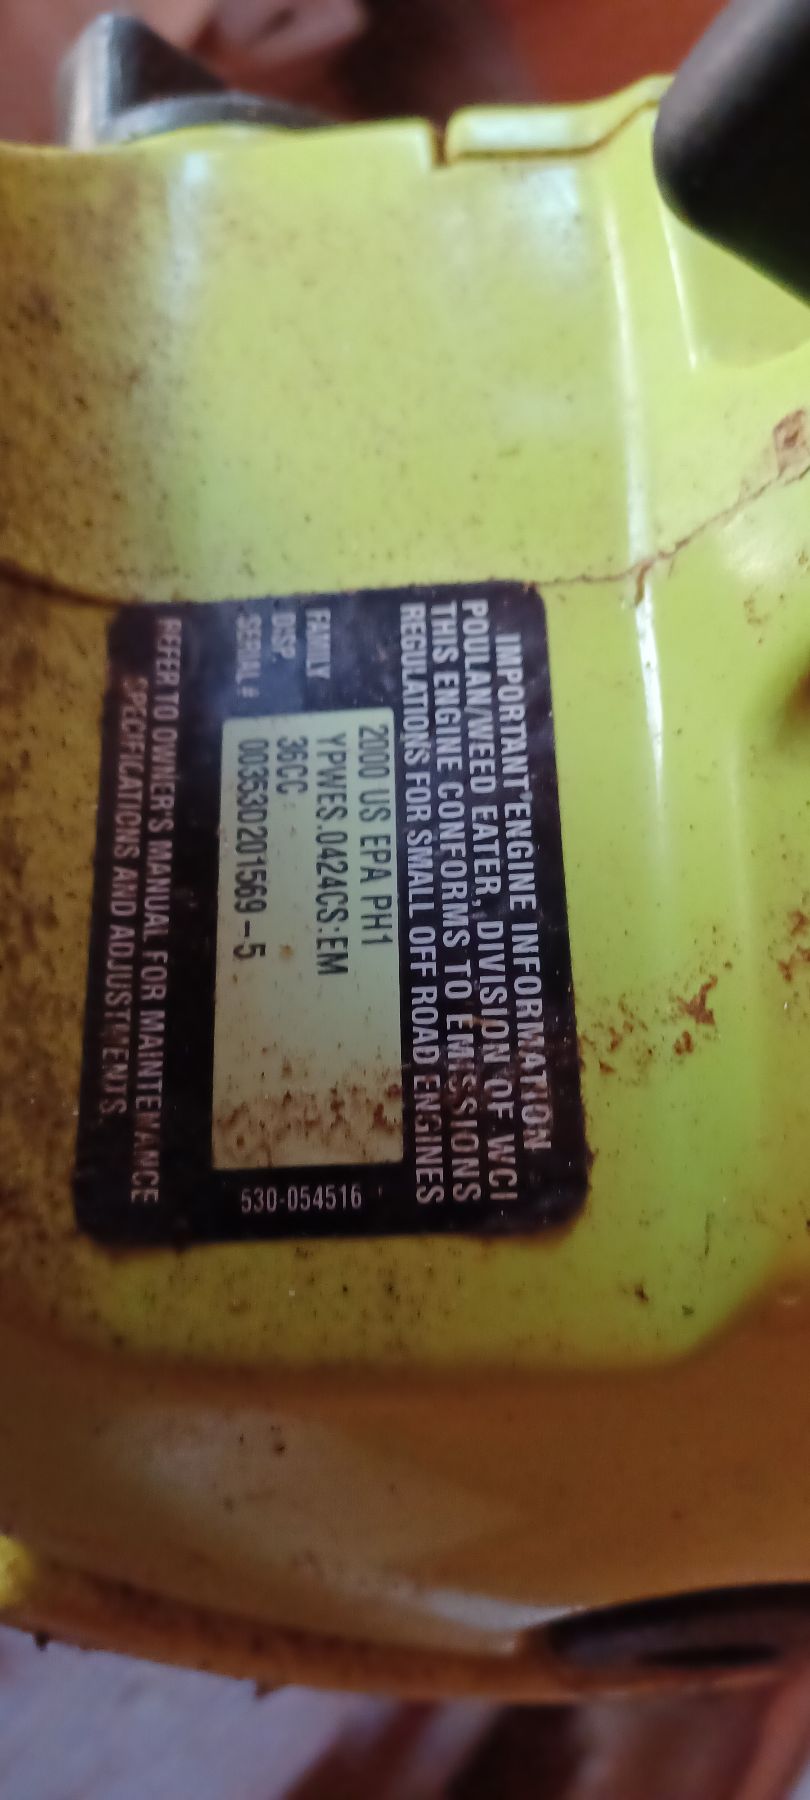 IMPORTANT ENGINE INFORMATION
POULAN/WEED EATER, DIVISION OF WCI
THIS ENGINE CONFORMS TO EMISSIONS
REGULATIONS FOR SMALL OFF ROAD ENGINES
2000 US EPA PH1
FAMILY YPWES.0424CS-EM
DISP. 36CC
SERIAL # 00353D201569-5
530-054516
REFER TO OWNER'S MANUAL FOR MAINTENANCE
SPECIFICATIONS AND ADJUSTMENTS